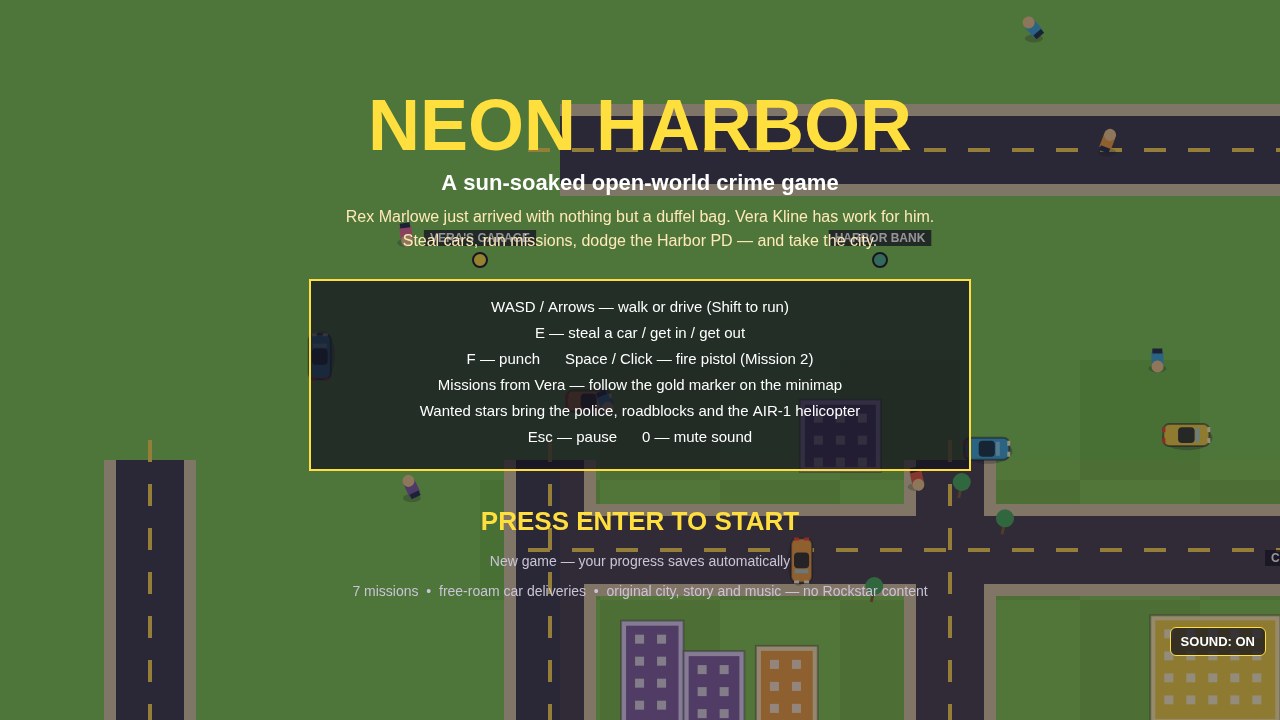 NEON HARBOR
A sun-soaked open-world crime game
Rex Marlowe just arrived with nothing but a duffel bag. Vera Kline has work for him.
VERA'S GARAGE
HARBOR BANK
Steal cars, run missions, dodge the Harbor PD — and take the city.
WASD / Arrows — walk or drive (Shift to run)
E — steal a car / get in / get out
F — punch Space / Click — fire pistol (Mission 2)
Missions from Vera — follow the gold marker on the minimap
Wanted stars bring the police, roadblocks and the AIR-1 helicopter
Esc — pause 0 — mute sound
PRESS ENTER TO START
New game — your progress saves automatically
7 missions • free-roam car deliveries • original city, story and music — no Rockstar content
SOUND: ON